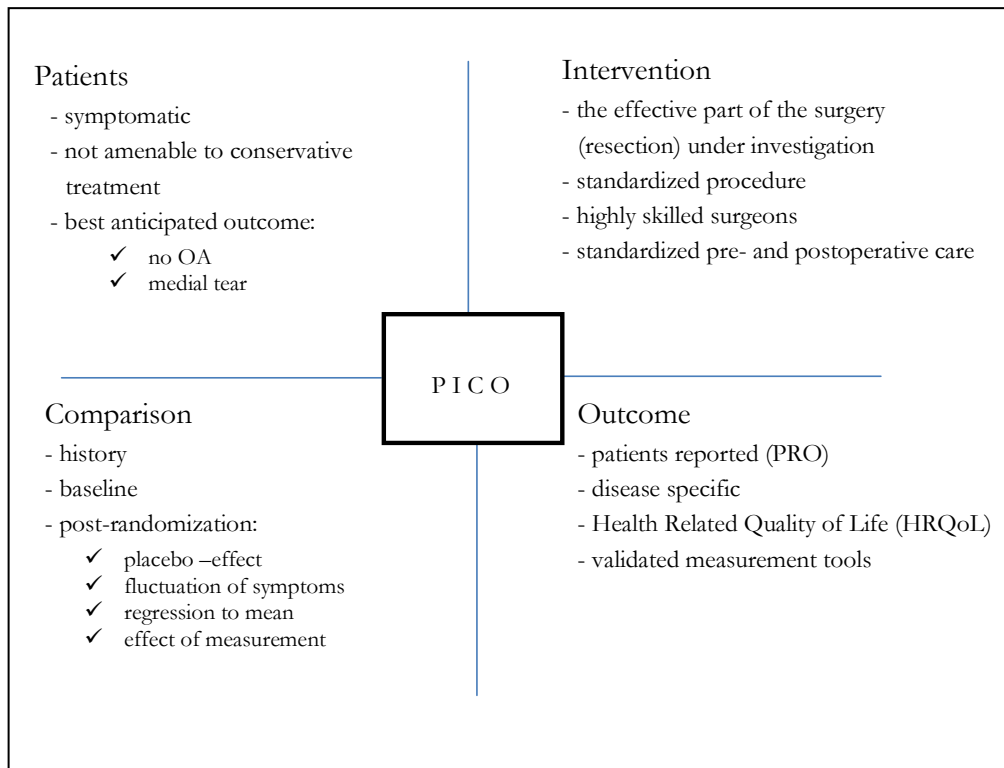 Patients
- symptomatic
- not amenable to conservative
treatment
- best anticipated outcome:
✓ no OA
✓ medial tear
Intervention
- the effective part of the surgery
(resection) under investigation
- standardized procedure
- highly skilled surgeons
- standardized pre- and postoperative care
P I C O
Comparison
- history
- baseline
- post-randomization:
✓ placebo –effect
✓ fluctuation of symptoms
✓ regression to mean
✓ effect of measurement
Outcome
- patients reported (PRO)
- disease specific
- Health Related Quality of Life (HRQoL)
- validated measurement tools